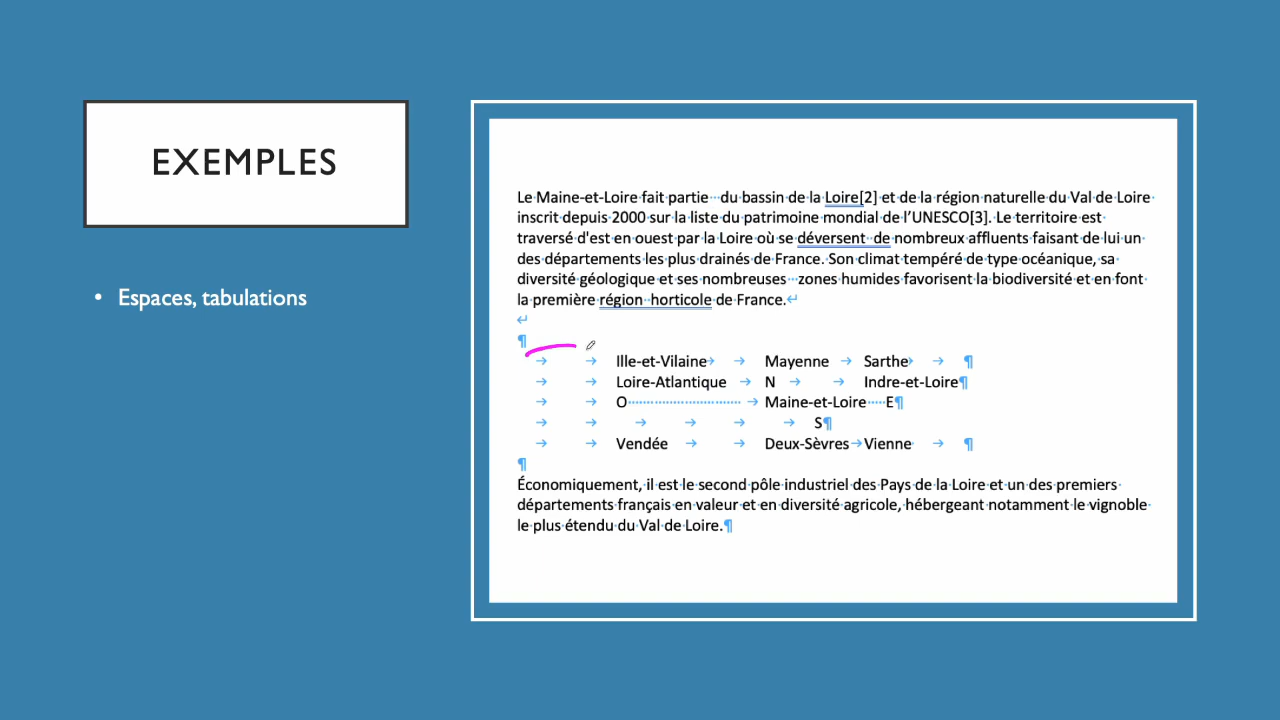 EXEMPLES
• Espaces, tabulations
Le·Maine-et-Loire·fait·partie···du·bassin·de·la·Loire[2]·et·de·la·région·naturelle·du·Val·de·Loire·
inscrit·depuis·2000·sur·la·liste·du·patrimoine·mondial·de·l’UNESCO[3].·Le·territoire·est·
traversé·d'est·en·ouest·par·la·Loire·où·se·déversent··de·nombreux·affluents·faisant·de·lui·un·
des·départements·les·plus·drainés·de·France.·Son·climat·tempéré·de·type·océanique,·sa·
diversité·géologique·et·ses·nombreuses···zones·humides·favorisent·la·biodiversité·et·en·font·
la·première·région··horticole·de·France.↵
↵
¶
→ → Ille-et-Vilaine→ → Mayenne → Sarthe→ → ¶
→ → Loire-Atlantique → N → → Indre-et-Loire¶
→ → O····························· → Maine-et-Loire·····E¶
→ → → → → → S¶
→ → Vendée → → Deux-Sèvres→Vienne· → ¶
¶
Économiquement,·il·est·le·second·pôle·industriel·des·Pays·de·la·Loire·et·un·des·premiers·
départements·français·en·valeur·et·en·diversité·agricole,·hébergeant·notamment·le·vignoble·
le·plus·étendu·du·Val·de·Loire.¶